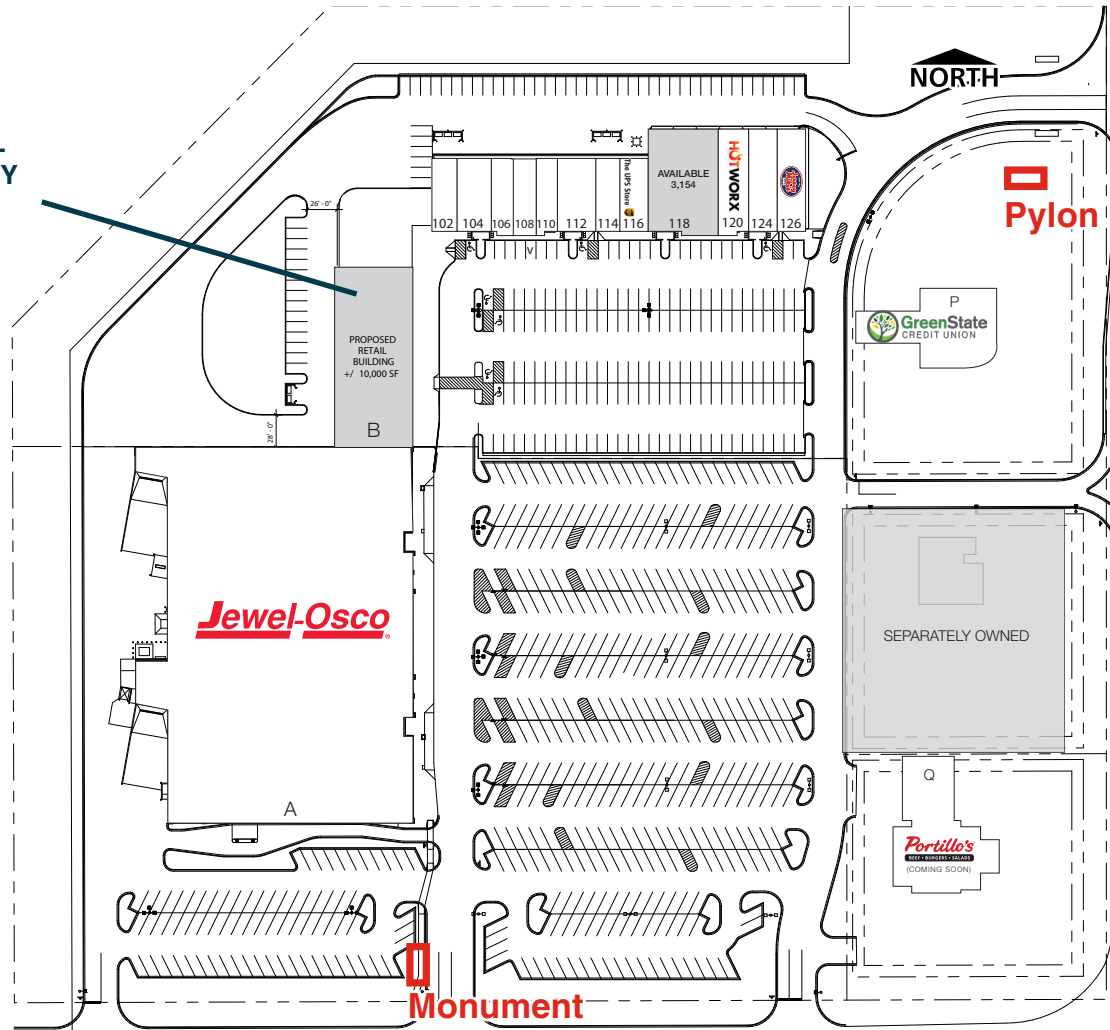 NORTH
Y
The UPS Store
AVAILABLE
3,154
HOTWORX
102 104 106 108 110 112 114 116 118 120 124 126
Pylon
26' - 0"
V
P
GreenState
CREDIT UNION
PROPOSED
RETAIL
BUILDING
+/ 10,000 SF
B
28' - 0"
Jewel-Osco
SEPARATELY OWNED
A
Q
Portillo's
BEEF • BURGERS • SALADS
(COMING SOON)
Monument